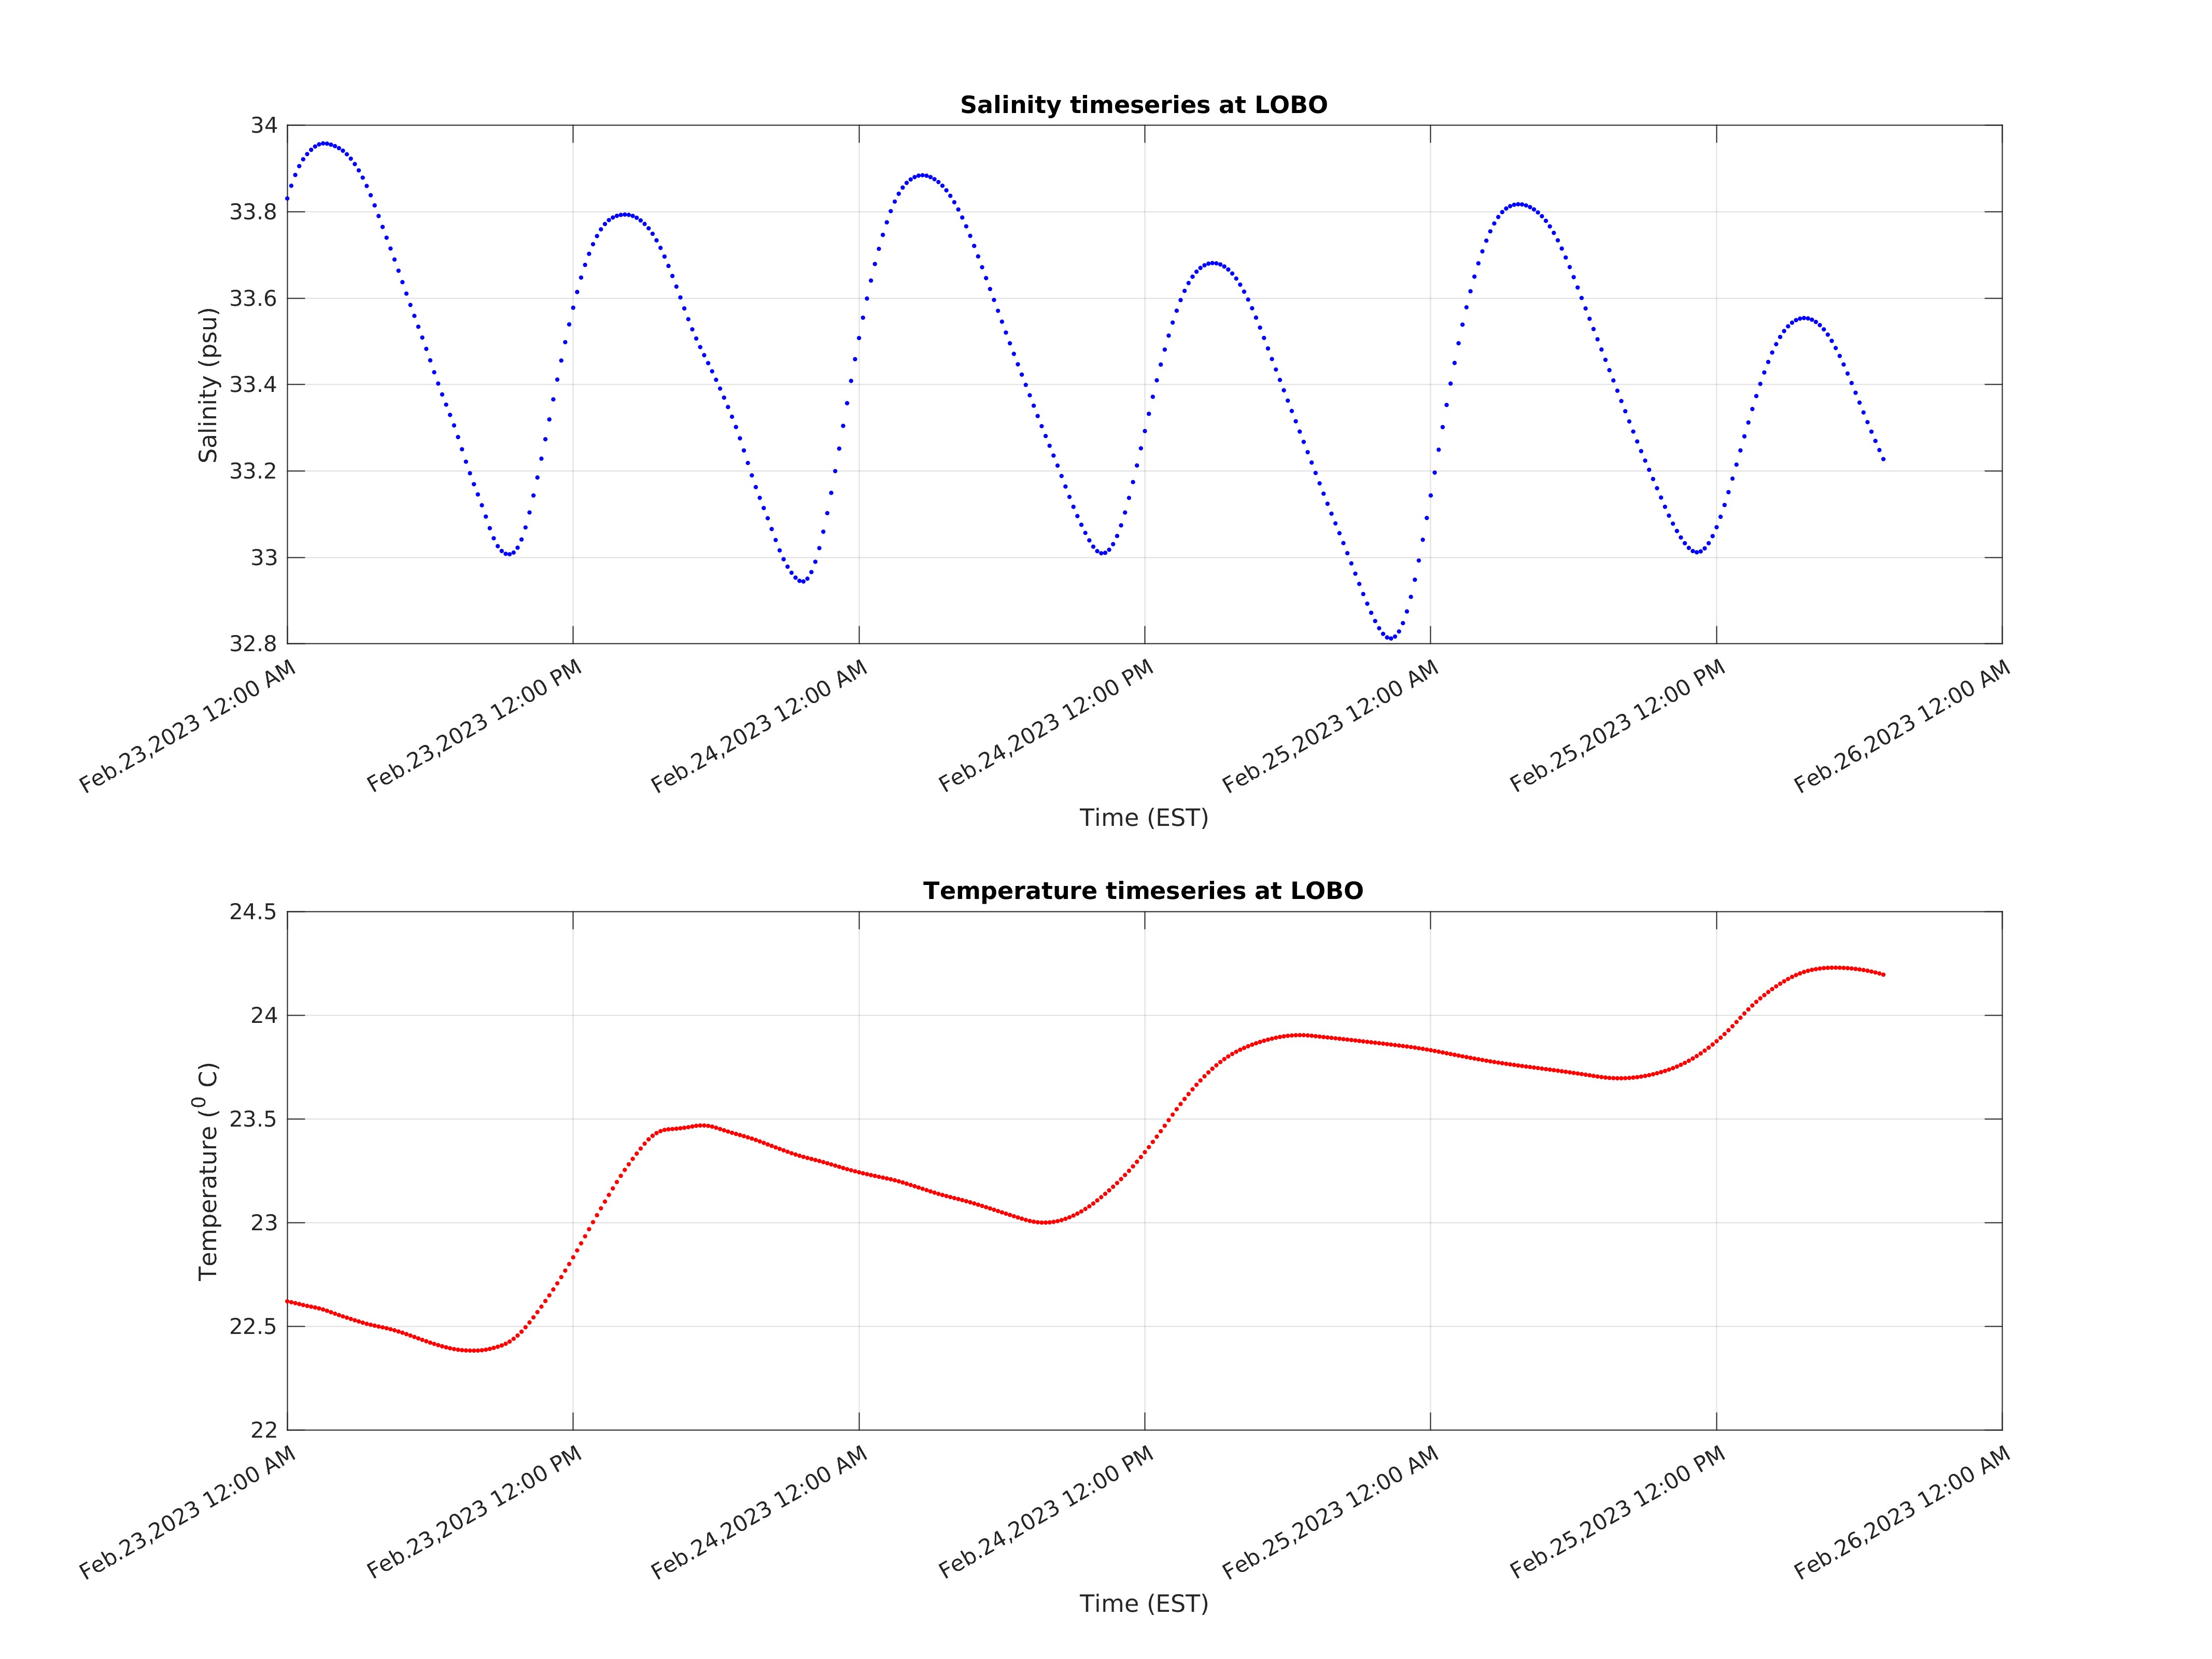 Salinity timeseries at LOBO
34
33.8
33.6
33.4
33.2
33
32.8
Salinity (psu)
Feb.23,2023 12:00 AM
Feb.23,2023 12:00 PM
Feb.24,2023 12:00 AM
Feb.24,2023 12:00 PM
Feb.25,2023 12:00 AM
Feb.25,2023 12:00 PM
Feb.26,2023 12:00 AM
Time (EST)
Temperature timeseries at LOBO
24.5
24
23.5
23
22.5
22
Temperature (⁰ C)
Feb.23,2023 12:00 AM
Feb.23,2023 12:00 PM
Feb.24,2023 12:00 AM
Feb.24,2023 12:00 PM
Feb.25,2023 12:00 AM
Feb.25,2023 12:00 PM
Feb.26,2023 12:00 AM
Time (EST)